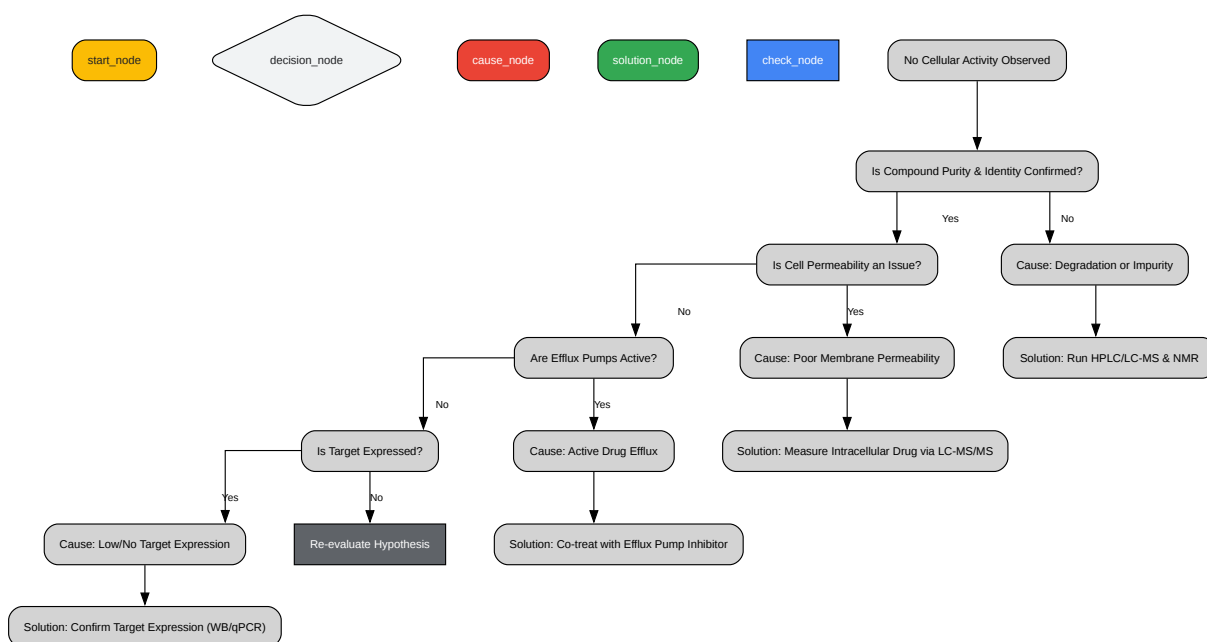 start_node
decision_node
cause_node
solution_node
check_node
No Cellular Activity Observed
Is Compound Purity & Identity Confirmed?
Yes
No
Is Cell Permeability an Issue?
Cause: Degradation or Impurity
No
Yes
Are Efflux Pumps Active?
Cause: Poor Membrane Permeability
Solution: Run HPLC/LC-MS & NMR
No
Yes
Is Target Expressed?
Cause: Active Drug Efflux
Solution: Measure Intracellular Drug via LC-MS/MS
Yes
No
Cause: Low/No Target Expression
Re-evaluate Hypothesis
Solution: Co-treat with Efflux Pump Inhibitor
Solution: Confirm Target Expression (WB/qPCR)